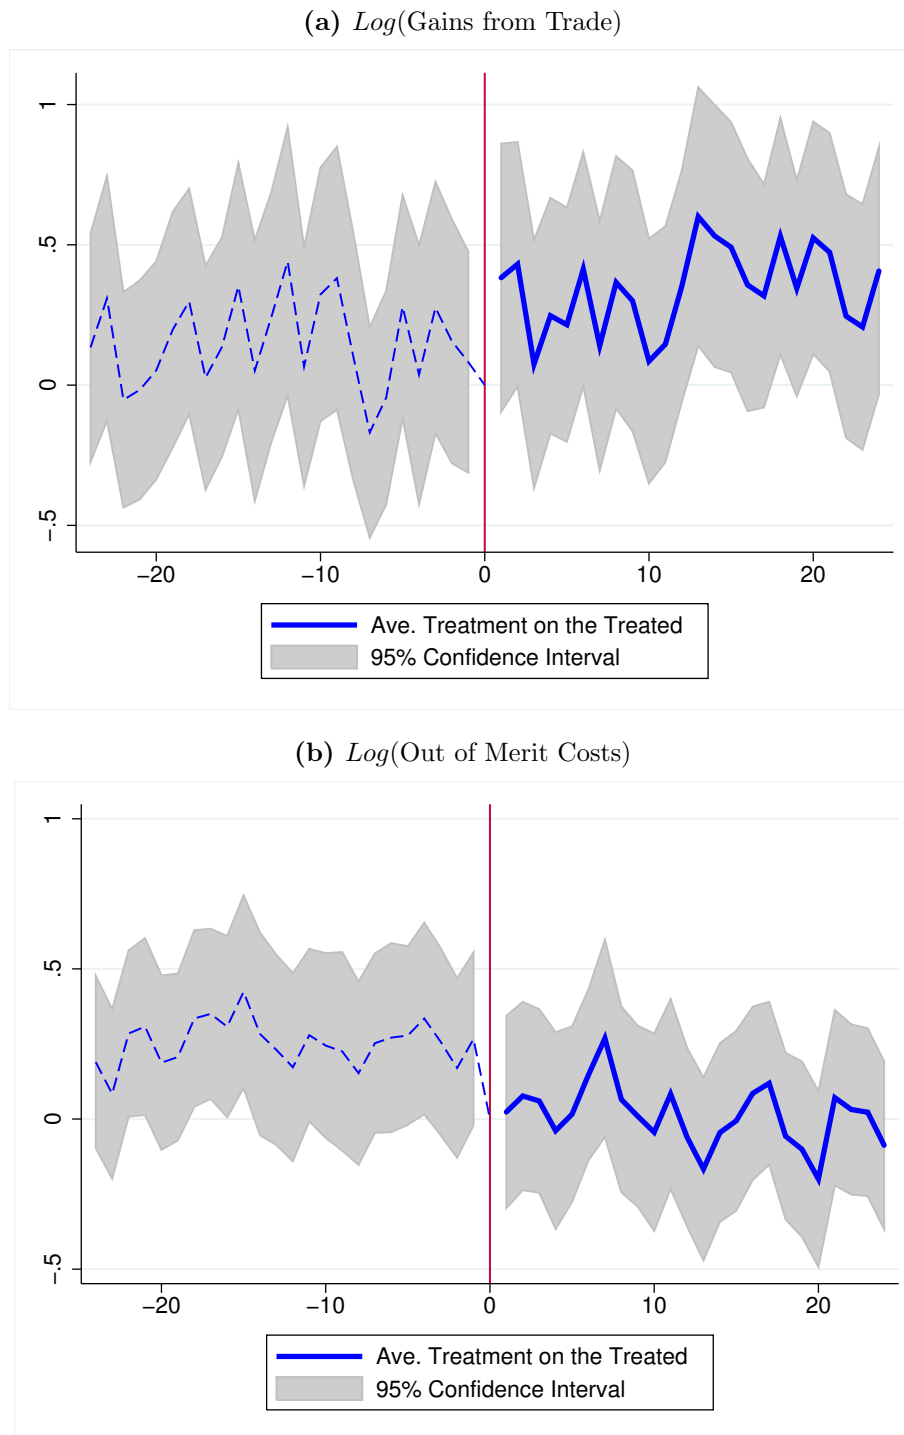 (a) Log(Gains from Trade)
1
.5
0
−.5
−20 −10 0 10 20
Ave. Treatment on the Treated
95% Confidence Interval
(b) Log(Out of Merit Costs)
1
.5
0
−.5
−20 −10 0 10 20
Ave. Treatment on the Treated
95% Confidence Interval